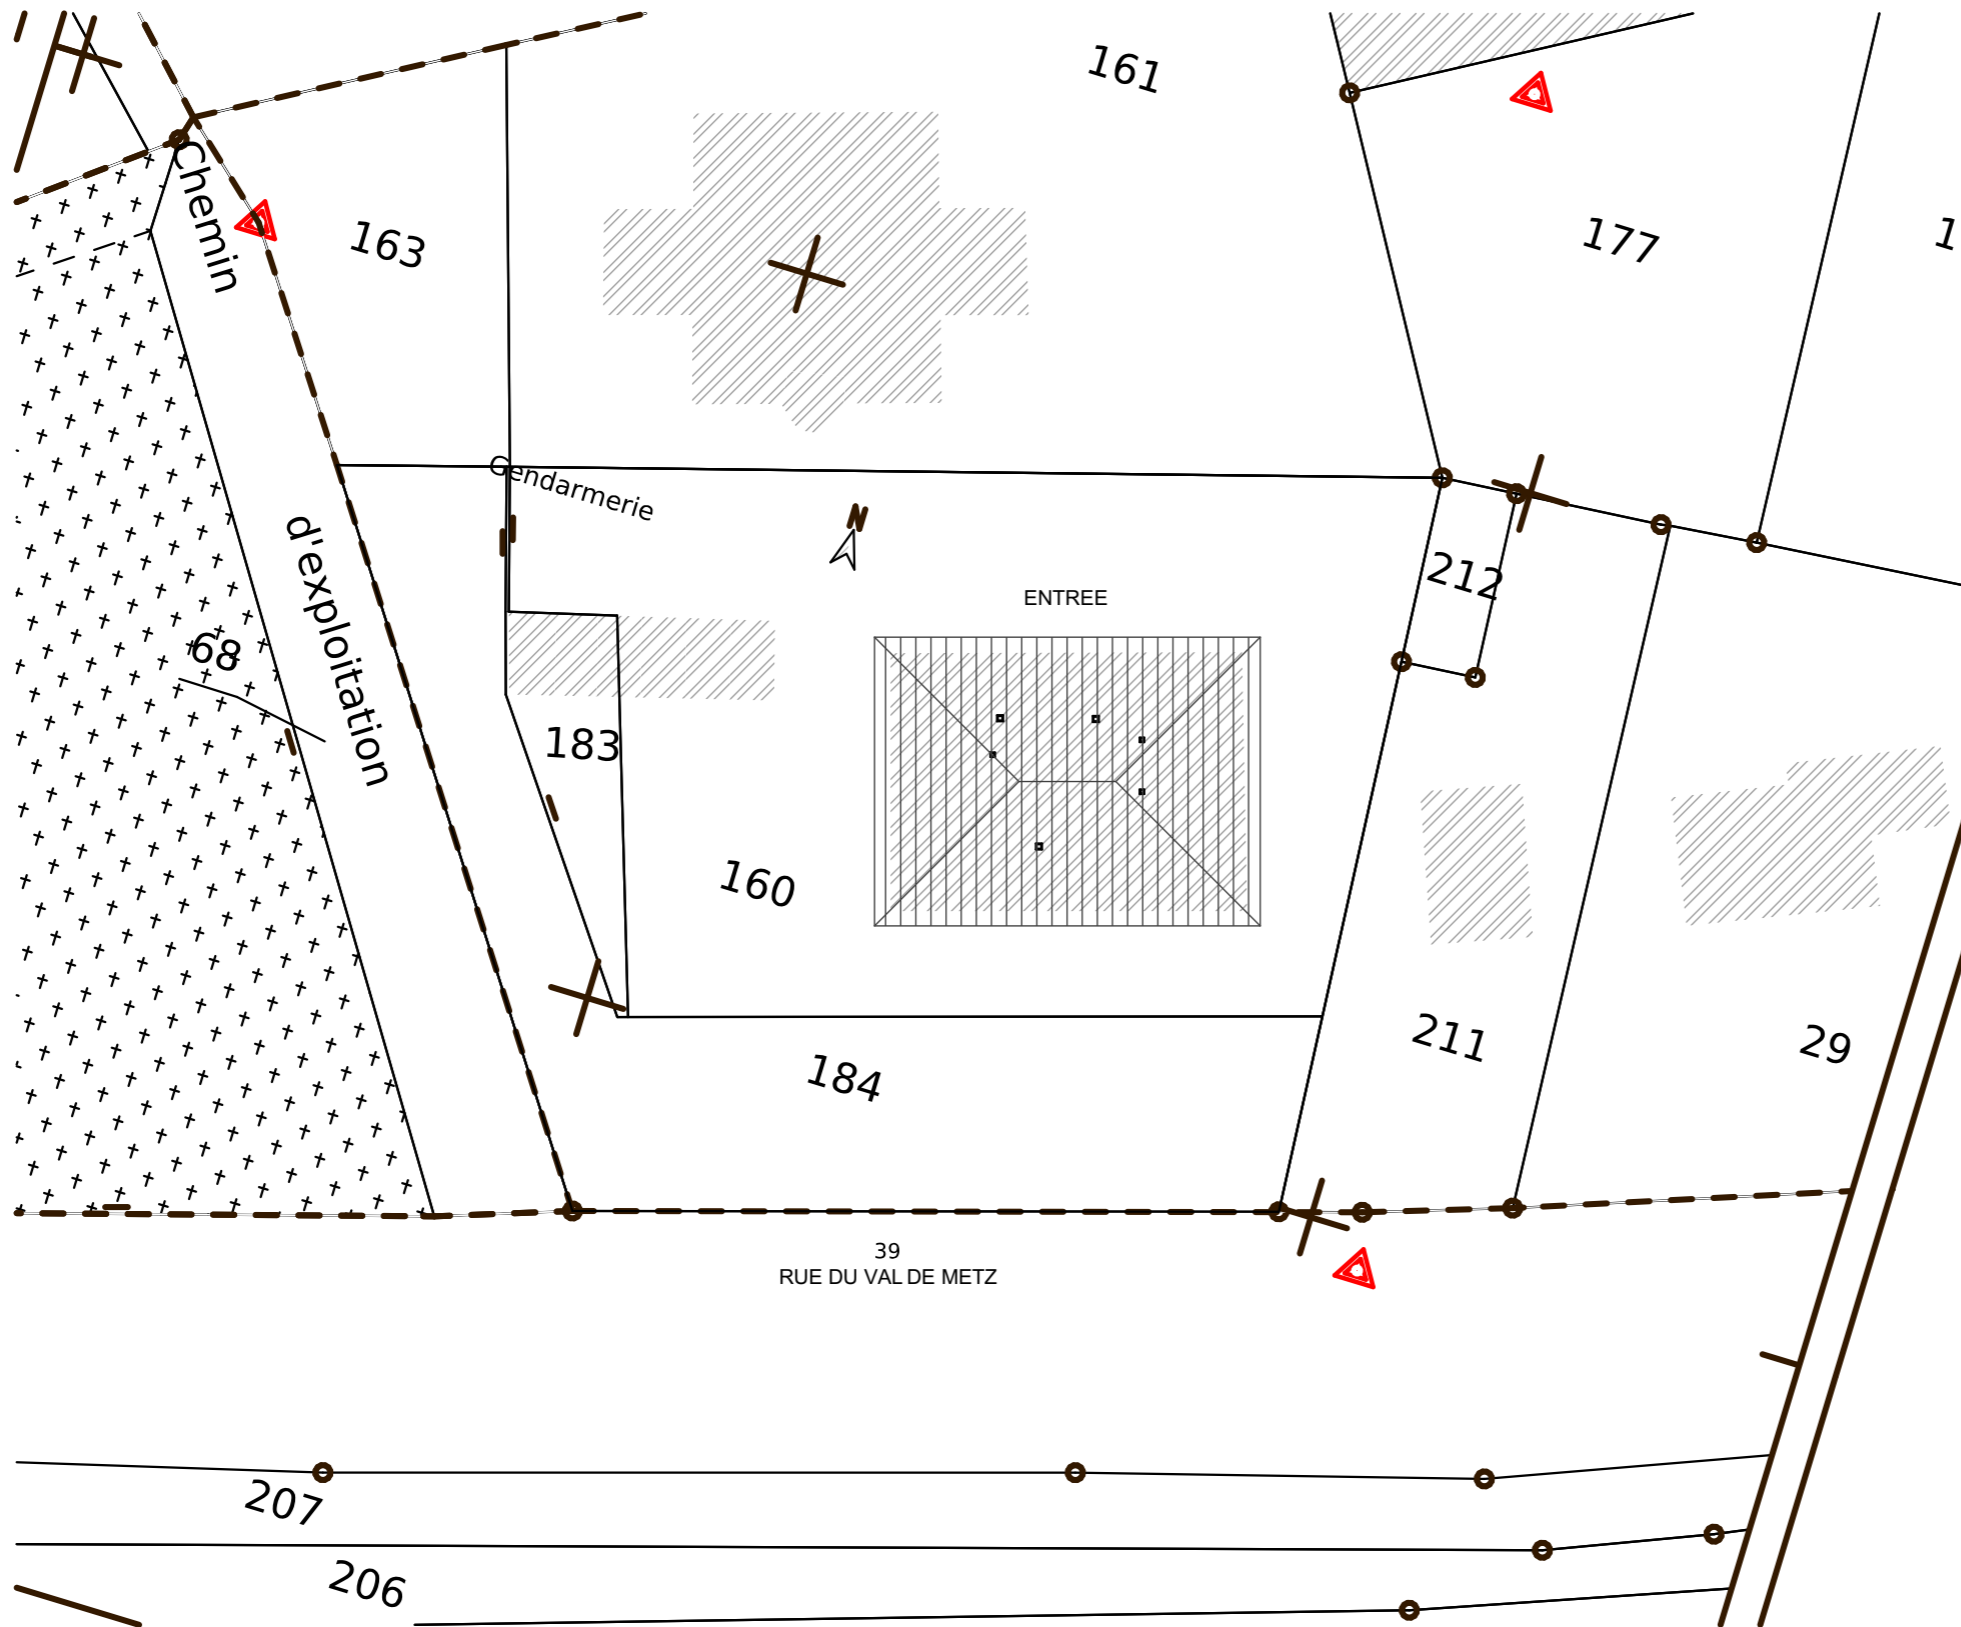 161
Chemin
163
177
1
Gendarmerie
N
212
ENTREE
d'exploitation
68
183
160
211
29
184
39
RUE DU VAL DE METZ
207
206